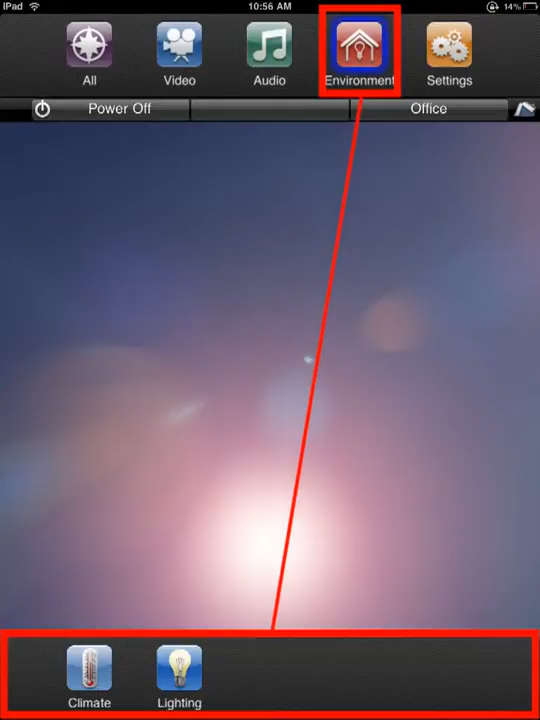 iPad 10:56 AM 14%
All Video Audio Environment Settings
Power Off Office
Climate Lighting